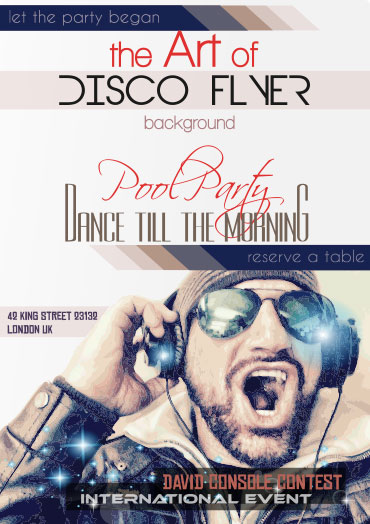 let the party began
the Art of
DISCO FLYER
background
Pool Party
DANCE TILL THE MORNING
reserve a table
42 KING STREET 23132
LONDON UK
DAVID CONSOLE CONTEST
INTERNATIONAL EVENT